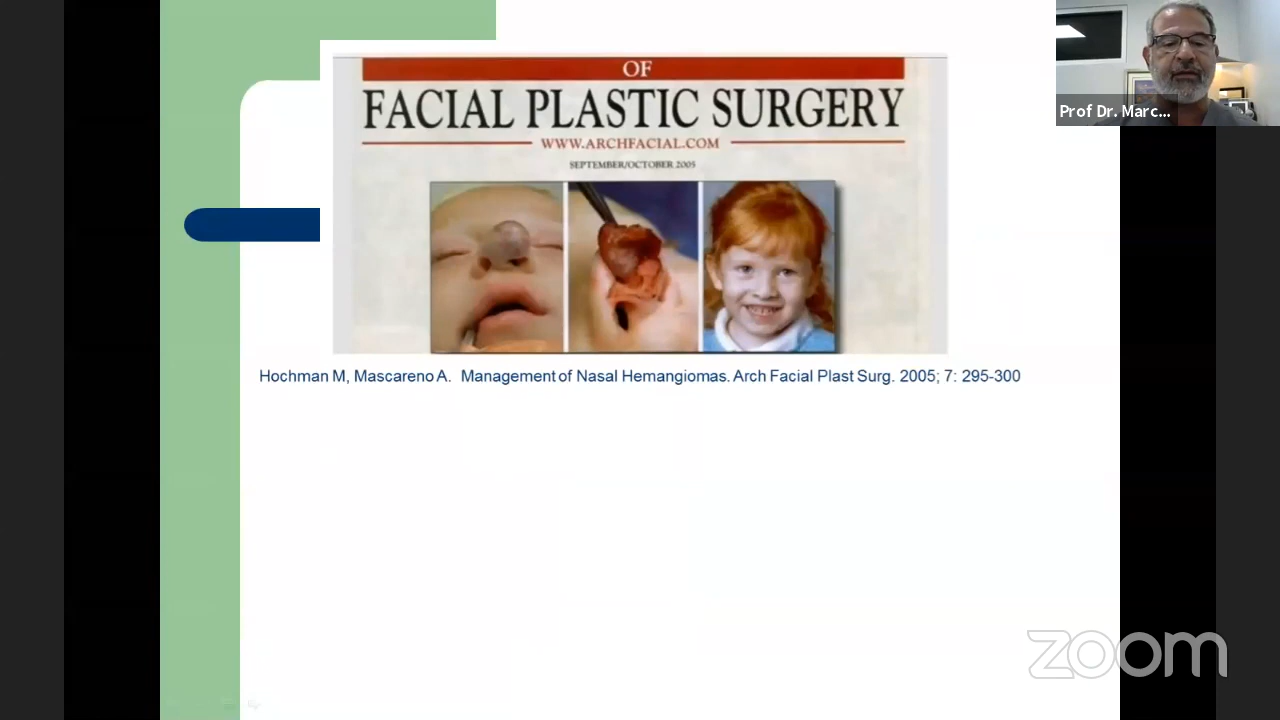 OF
FACIAL PLASTIC SURGERY
WWW.ARCHFACIAL.COM
SEPTEMBER/OCTOBER 2005
Hochman M, Mascareno A. Management of Nasal Hemangiomas. Arch Facial Plast Surg. 2005; 7: 295-300
Prof Dr. Marc...
zoom